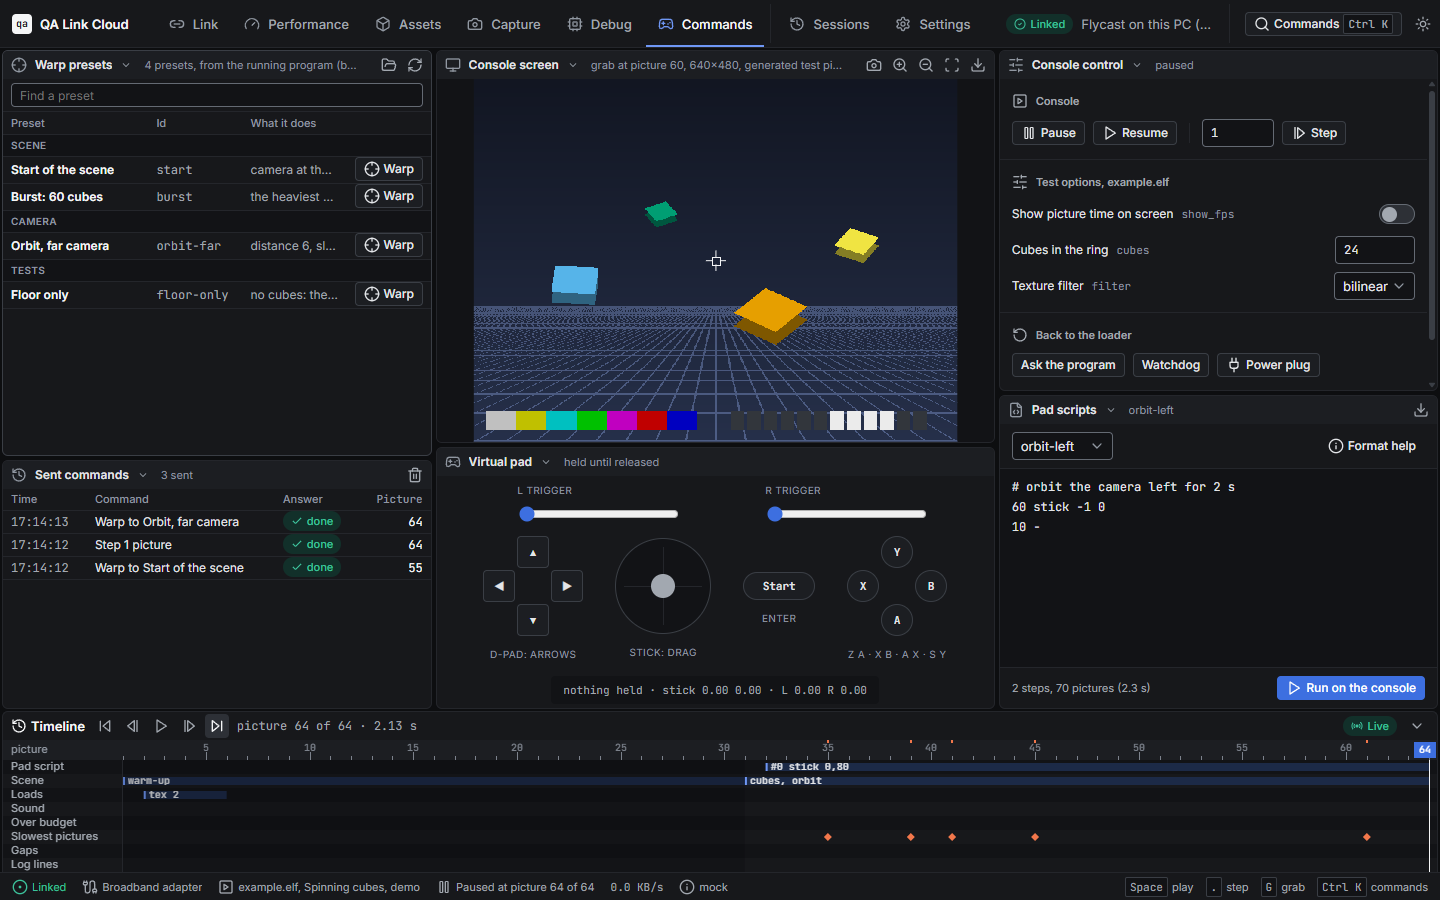 qa QA Link Cloud Link Performance Assets Capture Debug Commands Sessions Settings Linked Flycast on this PC (... Commands Ctrl K
Warp presets 4 presets, from the running program (b...
Find a preset
Preset Id What it does
SCENE
Start of the scene start camera at th... Warp
Burst: 60 cubes burst the heaviest ... Warp
CAMERA
Orbit, far camera orbit-far distance 6, sl... Warp
TESTS
Floor only floor-only no cubes: the... Warp
Sent commands 3 sent
Time Command Answer Picture
17:14:13 Warp to Orbit, far camera done 64
17:14:12 Step 1 picture done 64
17:14:12 Warp to Start of the scene done 55
Console screen grab at picture 60, 640×480, generated test pi...
Virtual pad held until released
L TRIGGER R TRIGGER
Y
Start X B
ENTER A
D-PAD: ARROWS STICK: DRAG Z A · X B · A X · S Y
nothing held · stick 0.00 0.00 · L 0.00 R 0.00
Console control paused
Console
Pause Resume 1 Step
Test options, example.elf
Show picture time on screen show_fps
Cubes in the ring cubes 24
Texture filter filter bilinear
Back to the loader
Ask the program Watchdog Power plug
Pad scripts orbit-left
orbit-left Format help
# orbit the camera left for 2 s
60 stick -1 0
10 -
2 steps, 70 pictures (2.3 s) Run on the console
Timeline picture 64 of 64 · 2.13 s Live
picture 5 10 15 20 25 30 35 40 45 50 55 60 64
Pad script #0 stick 0,80
Scene warm-up cubes, orbit
Loads tex 2
Sound
Over budget
Slowest pictures
Gaps
Log lines
Linked Broadband adapter example.elf, Spinning cubes, demo Paused at picture 64 of 64 0.0 KB/s mock Space play . step G grab Ctrl K commands